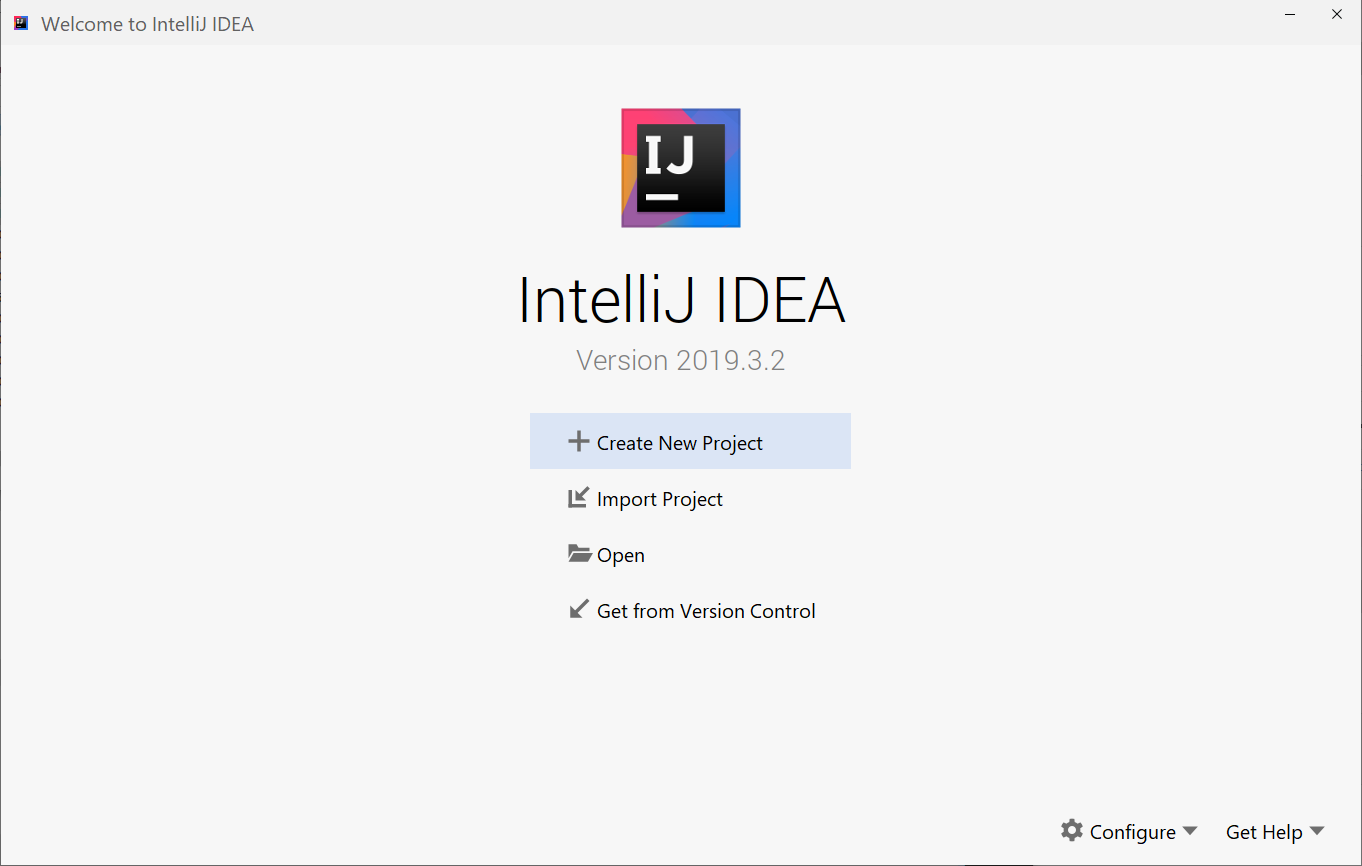 Welcome to IntelliJ IDEA
IJ
IntelliJ IDEA
Version 2019.3.2
Create New Project
Import Project
Open
Get from Version Control
Configure
Get Help